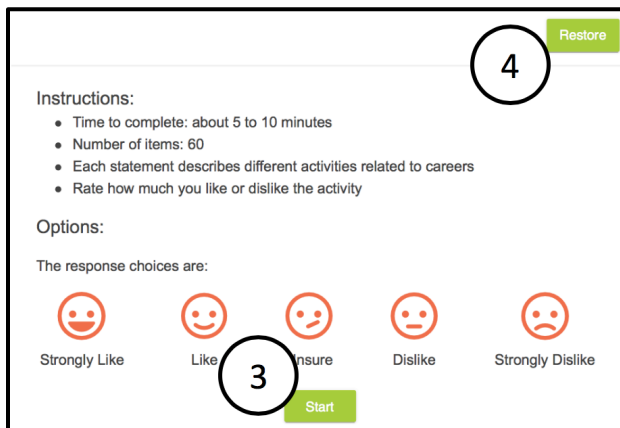 Restore
4
Instructions:
• Time to complete: about 5 to 10 minutes
• Number of items: 60
• Each statement describes different activities related to careers
• Rate how much you like or dislike the activity
Options:
The response choices are:
Strongly Like Like Dislike Strongly Dislike
3
Start